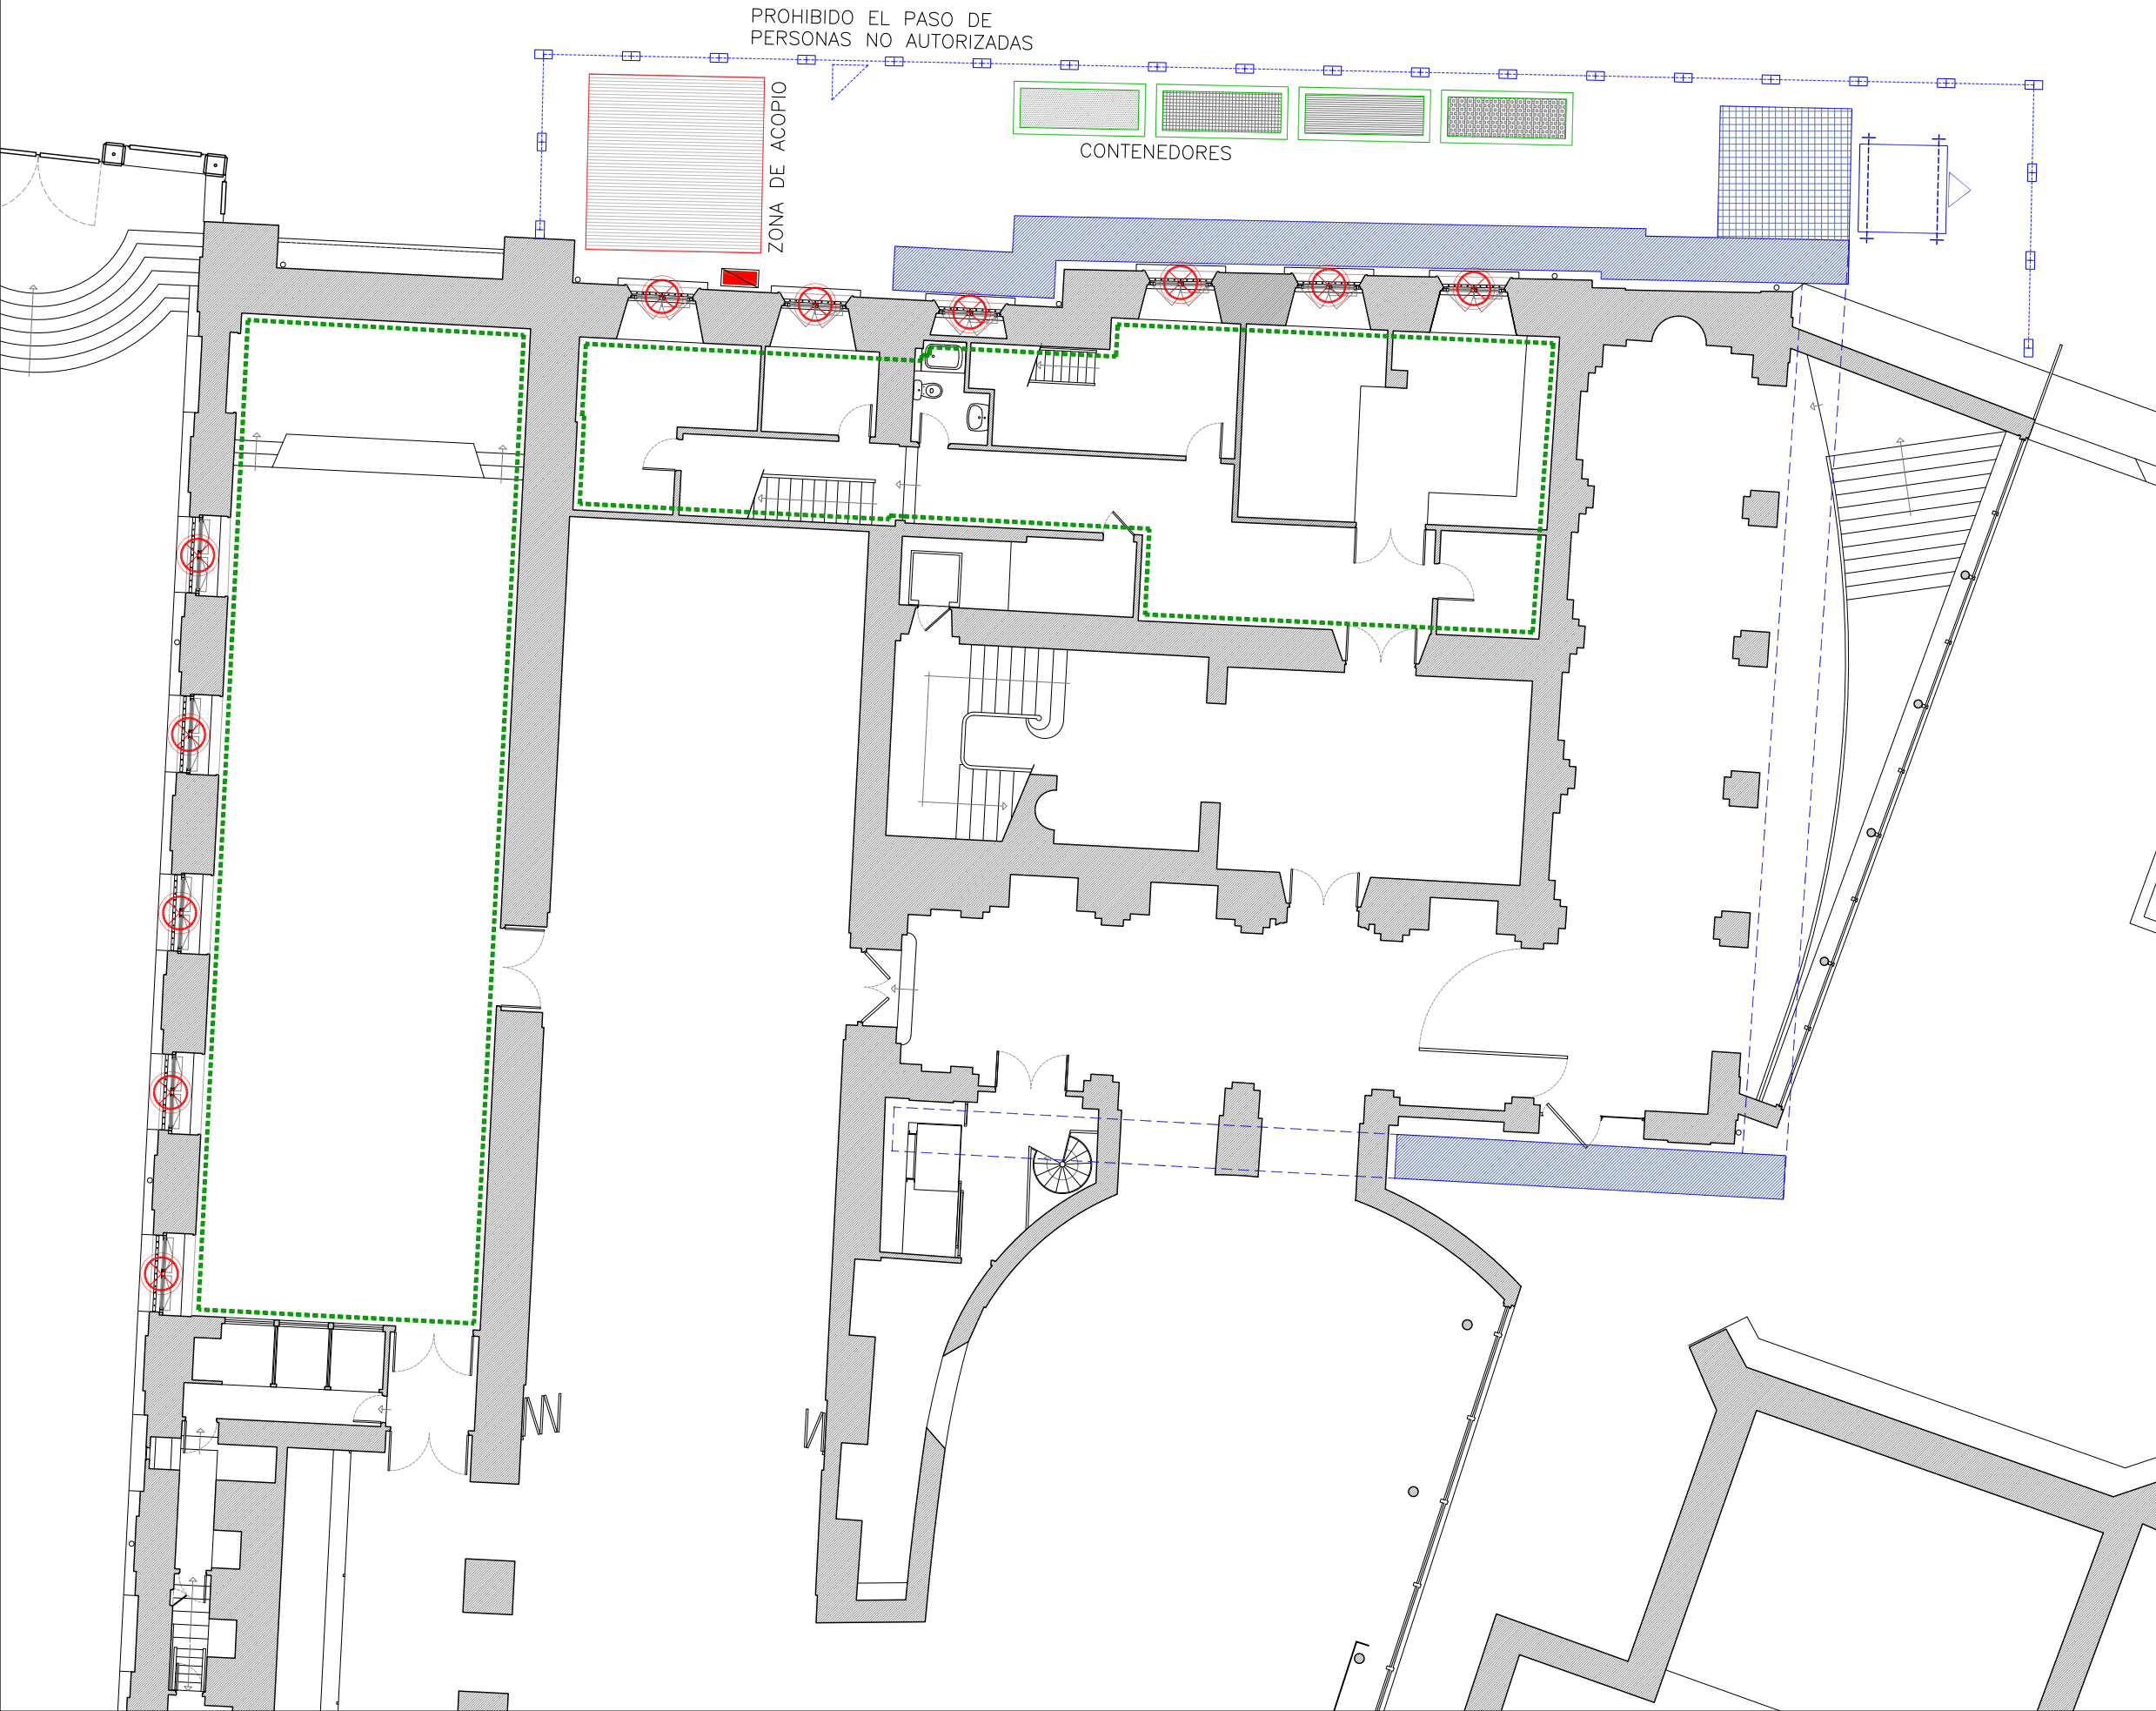 PROHIBIDO EL PASO DE
PERSONAS NO AUTORIZADAS
ZONA DE ACOPIO
CONTENEDORES